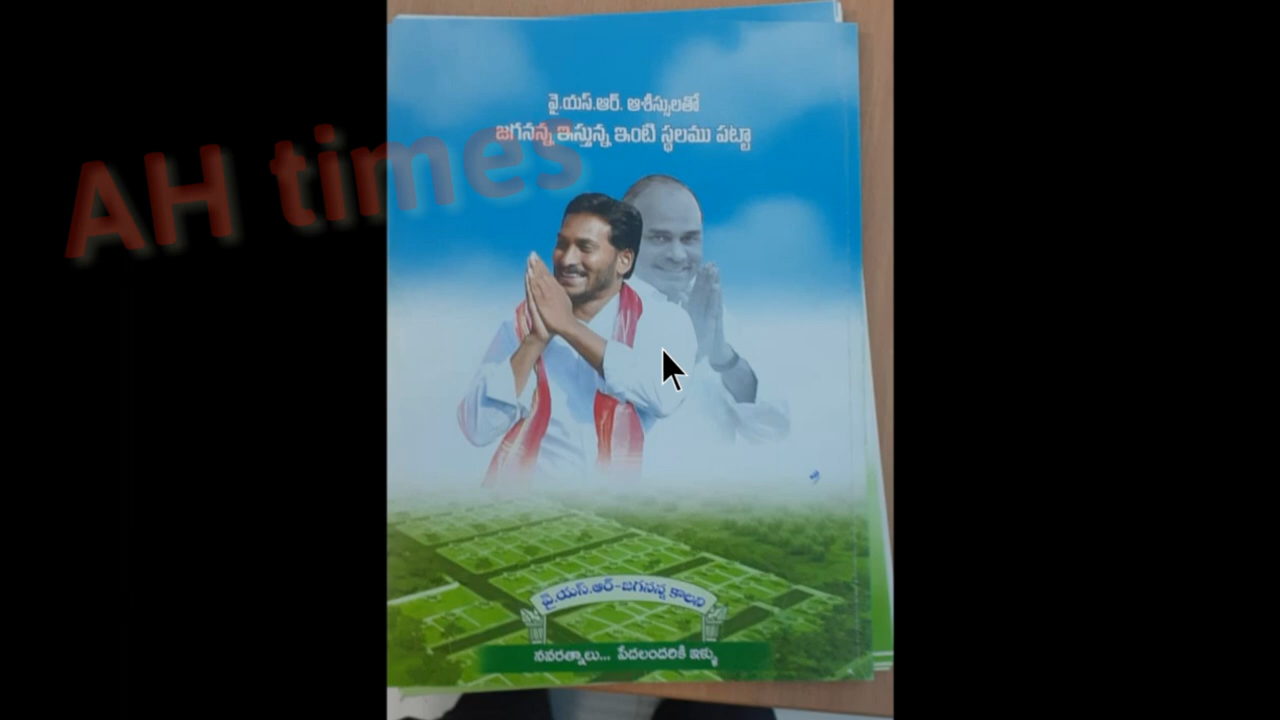 వై.యస్.ఆర్. ఆశీస్సులతో
జగనన్న ఇస్తున్న ఇంటి స్థలము పట్టా
AH times
వై.యస్.ఆర్-జగనన్న కాలని
నవరత్నాలు... పేదలందరికి ఇళ్ళు